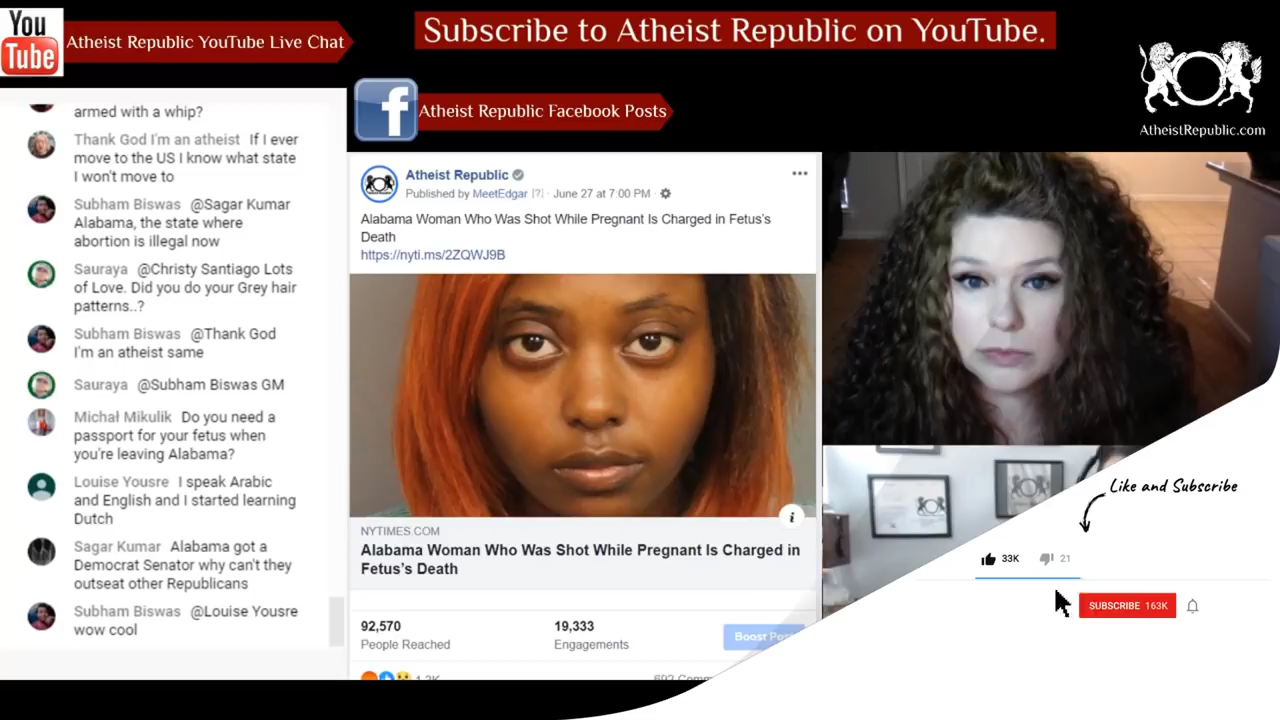 You
Tube
Atheist Republic YouTube Live Chat
Subscribe to Atheist Republic on YouTube.
AtheistRepublic.com
Atheist Republic Facebook Posts
armed with a whip?
Thank God I'm an atheist If I ever
move to the US I know what state
I won't move to
Subham Biswas @Sagar Kumar
Alabama, the state where
abortion is illegal now
Sauraya @Christy Santiago Lots
of Love. Did you do your Grey hair
patterns..?
Subham Biswas @Thank God
I'm an atheist same
Sauraya @Subham Biswas GM
Michał Mikulik Do you need a
passport for your fetus when
you're leaving Alabama?
Louise Yousre I speak Arabic
and English and I started learning
Dutch
Sagar Kumar Alabama got a
Democrat Senator why can't they
outseat other Republicans
Subham Biswas @Louise Yousre
wow cool
Atheist Republic
Published by MeetEdgar [?] · June 27 at 7:00 PM ·
Alabama Woman Who Was Shot While Pregnant Is Charged in Fetus's
Death
https://nyti.ms/2ZQWJ9B
NYTIMES.COM
Alabama Woman Who Was Shot While Pregnant Is Charged in
Fetus's Death
92,570
People Reached
19,333
Engagements
Boost
Like and Subscribe
33K
21
SUBSCRIBE 163K